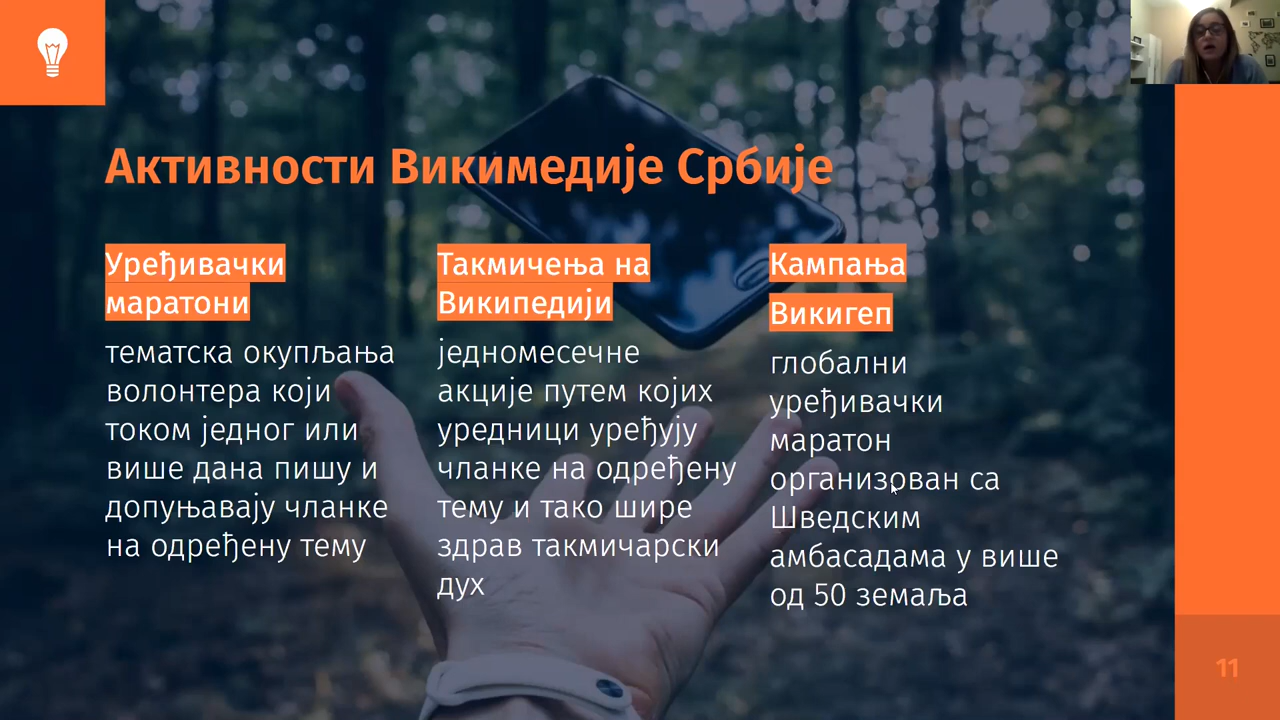 Активности Викимедије Србије
Уређивачки
маратони
тематска окупљања
волонтера који
током једног или
више дана пишу и
допуњавају чланке
на одређену тему
Такмичења на
Википедији
једномесечне
акције путем којих
уредници уређују
чланке на одређену
тему и тако шире
здрав такмичарски
дух
Кампања
Викигеп
глобални
уређивачки
маратон
организован са
Шведским
амбасадама у више
од 50 земаља
11